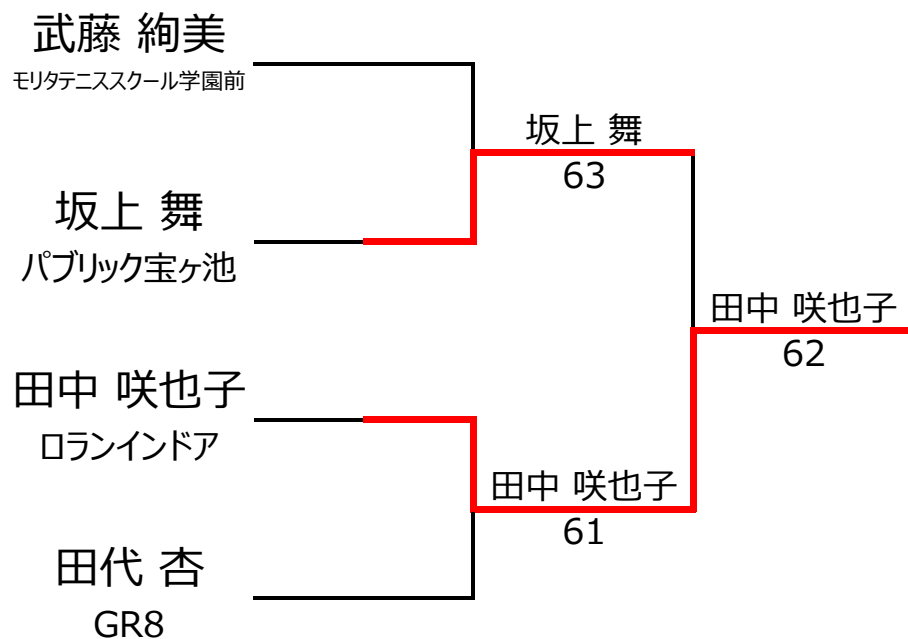 武藤 絢美
モリタテニススクール学園前
坂上 舞
63
坂上 舞
パブリック宝ヶ池
田中 咲也子
62
田中 咲也子
ロランインドア
田中 咲也子
61
田代 杏
GR8